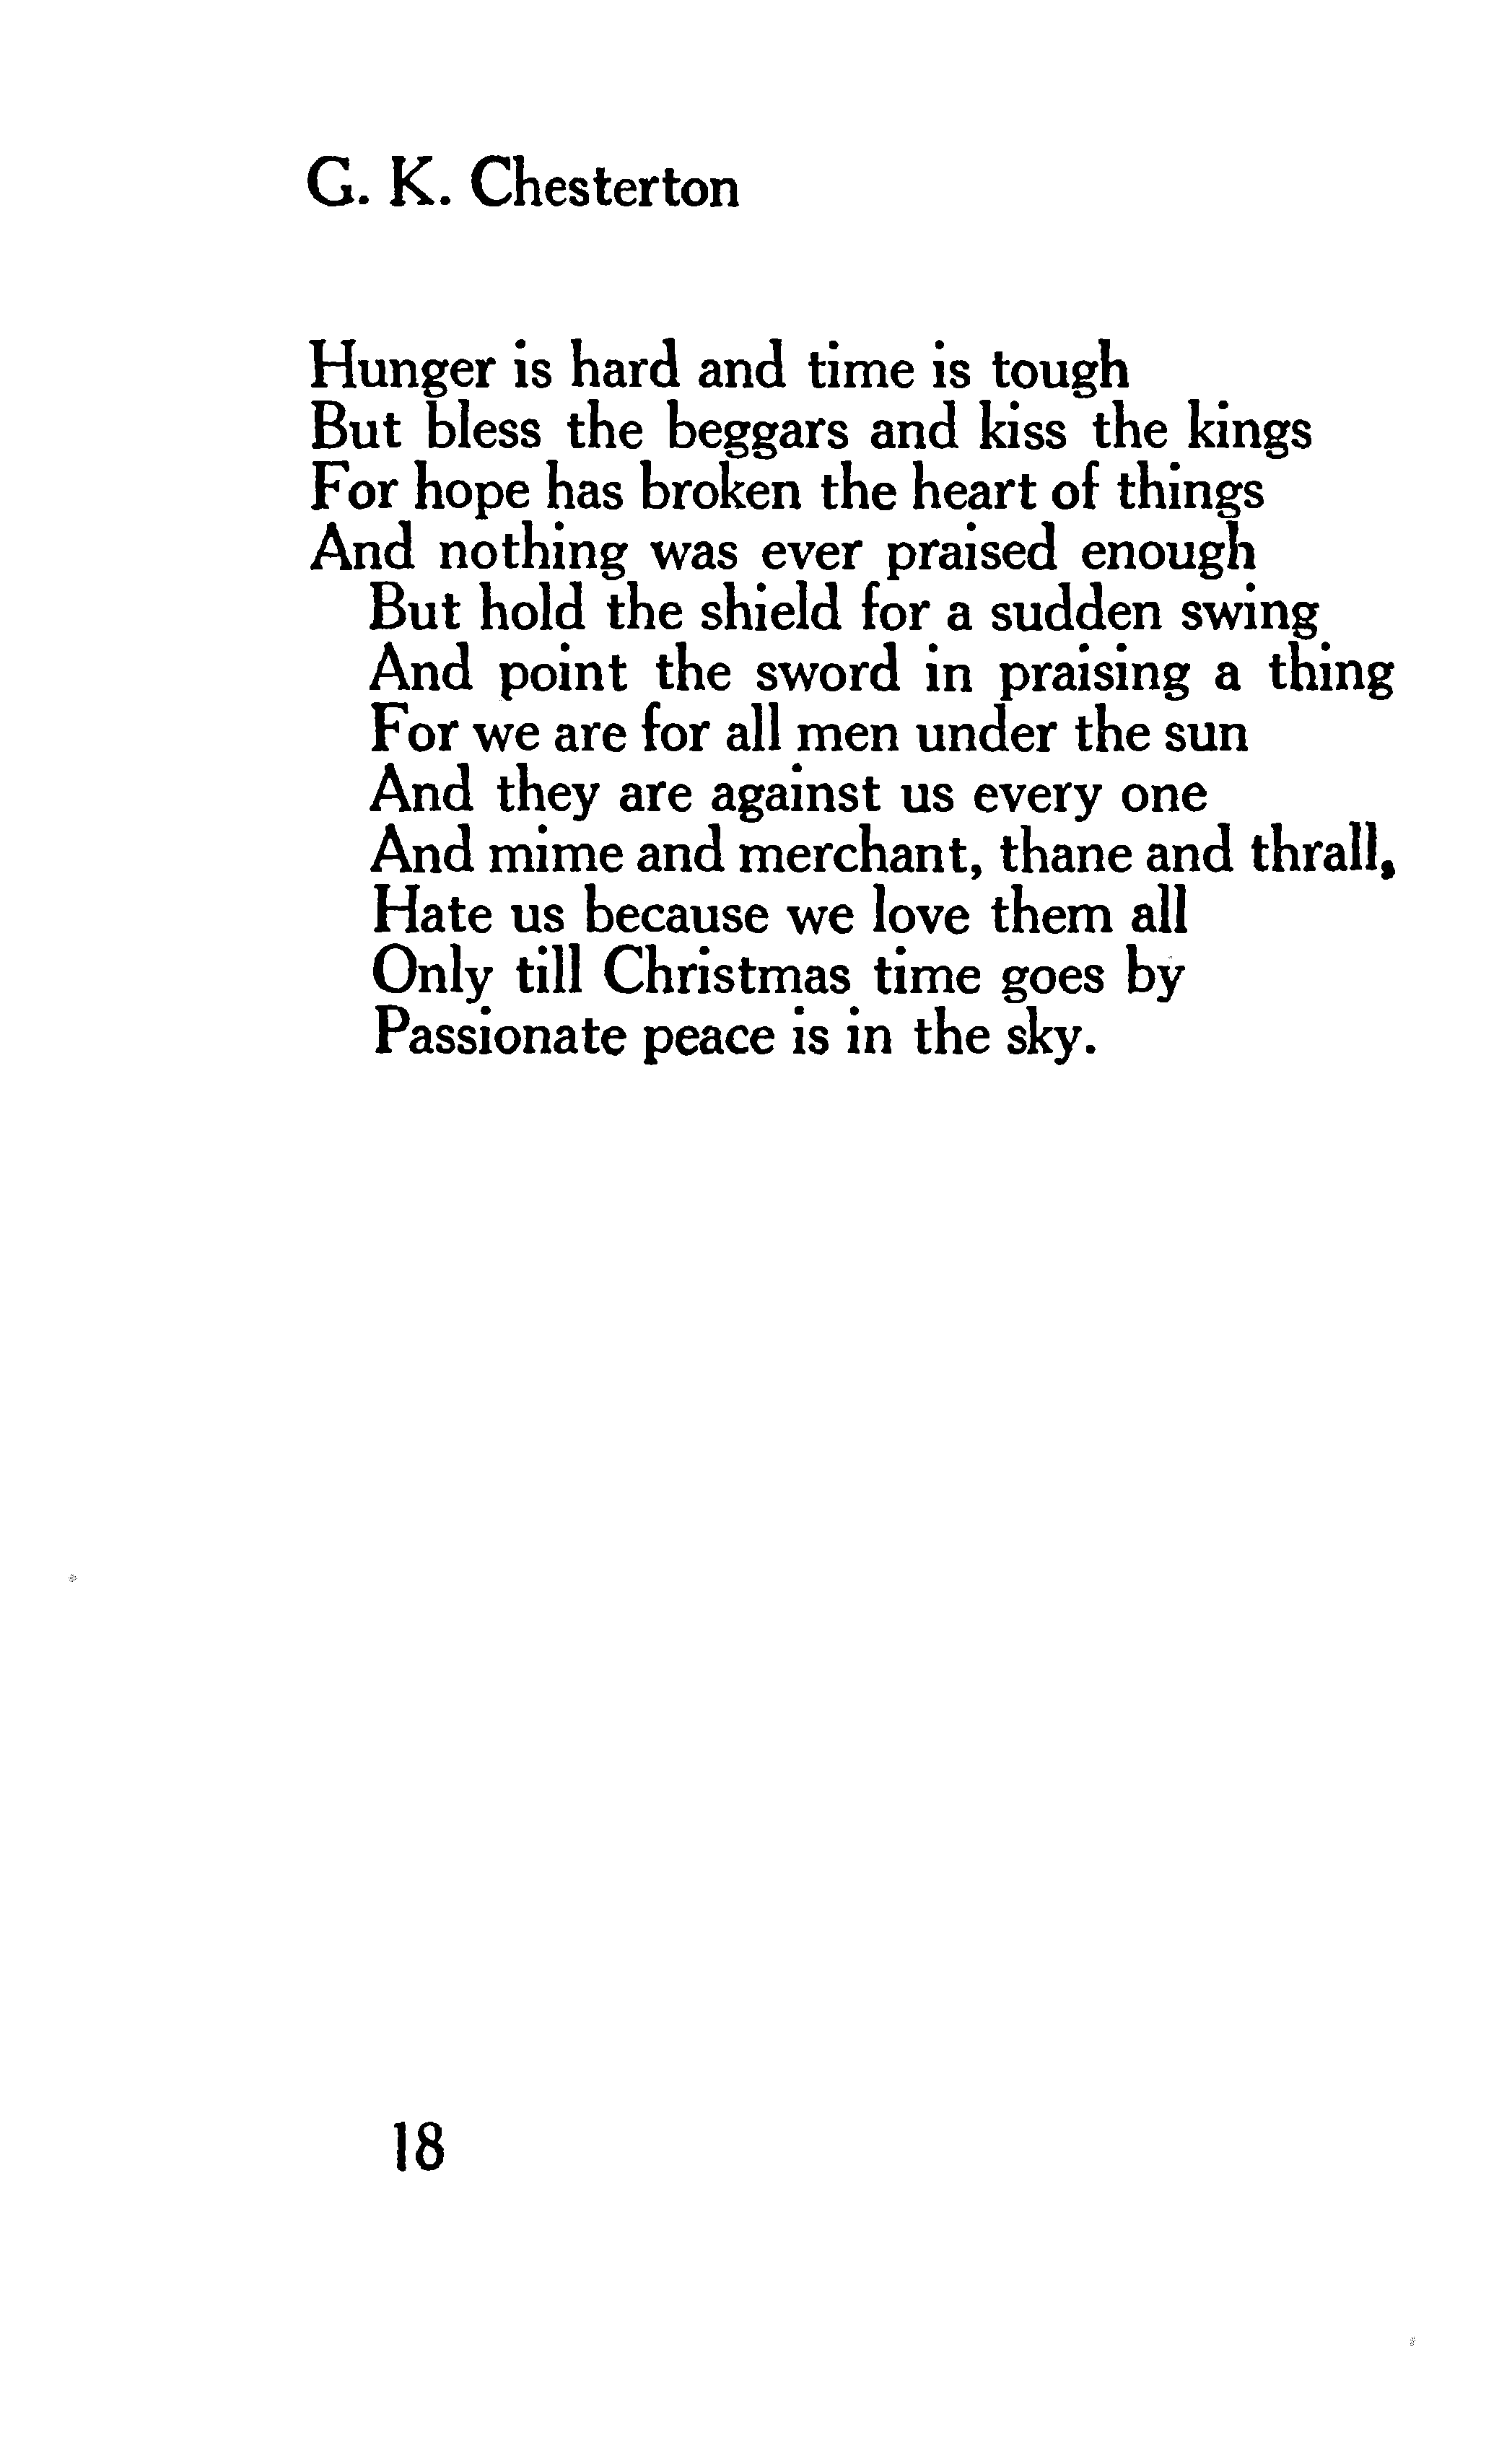 G. K. Chesterton
Hunger is hard and time is tough
But bless the beggars and kiss the kings
For hope has broken the heart of things
And nothing was ever praised enough
But hold the shield for a sudden swing
And point the sword in praising a thing
For we are for all men under the sun
And they are against us every one
And mime and merchant, thane and thrall,
Hate us because we love them all
Only till Christmas time goes by
Passionate peace is in the sky.
18